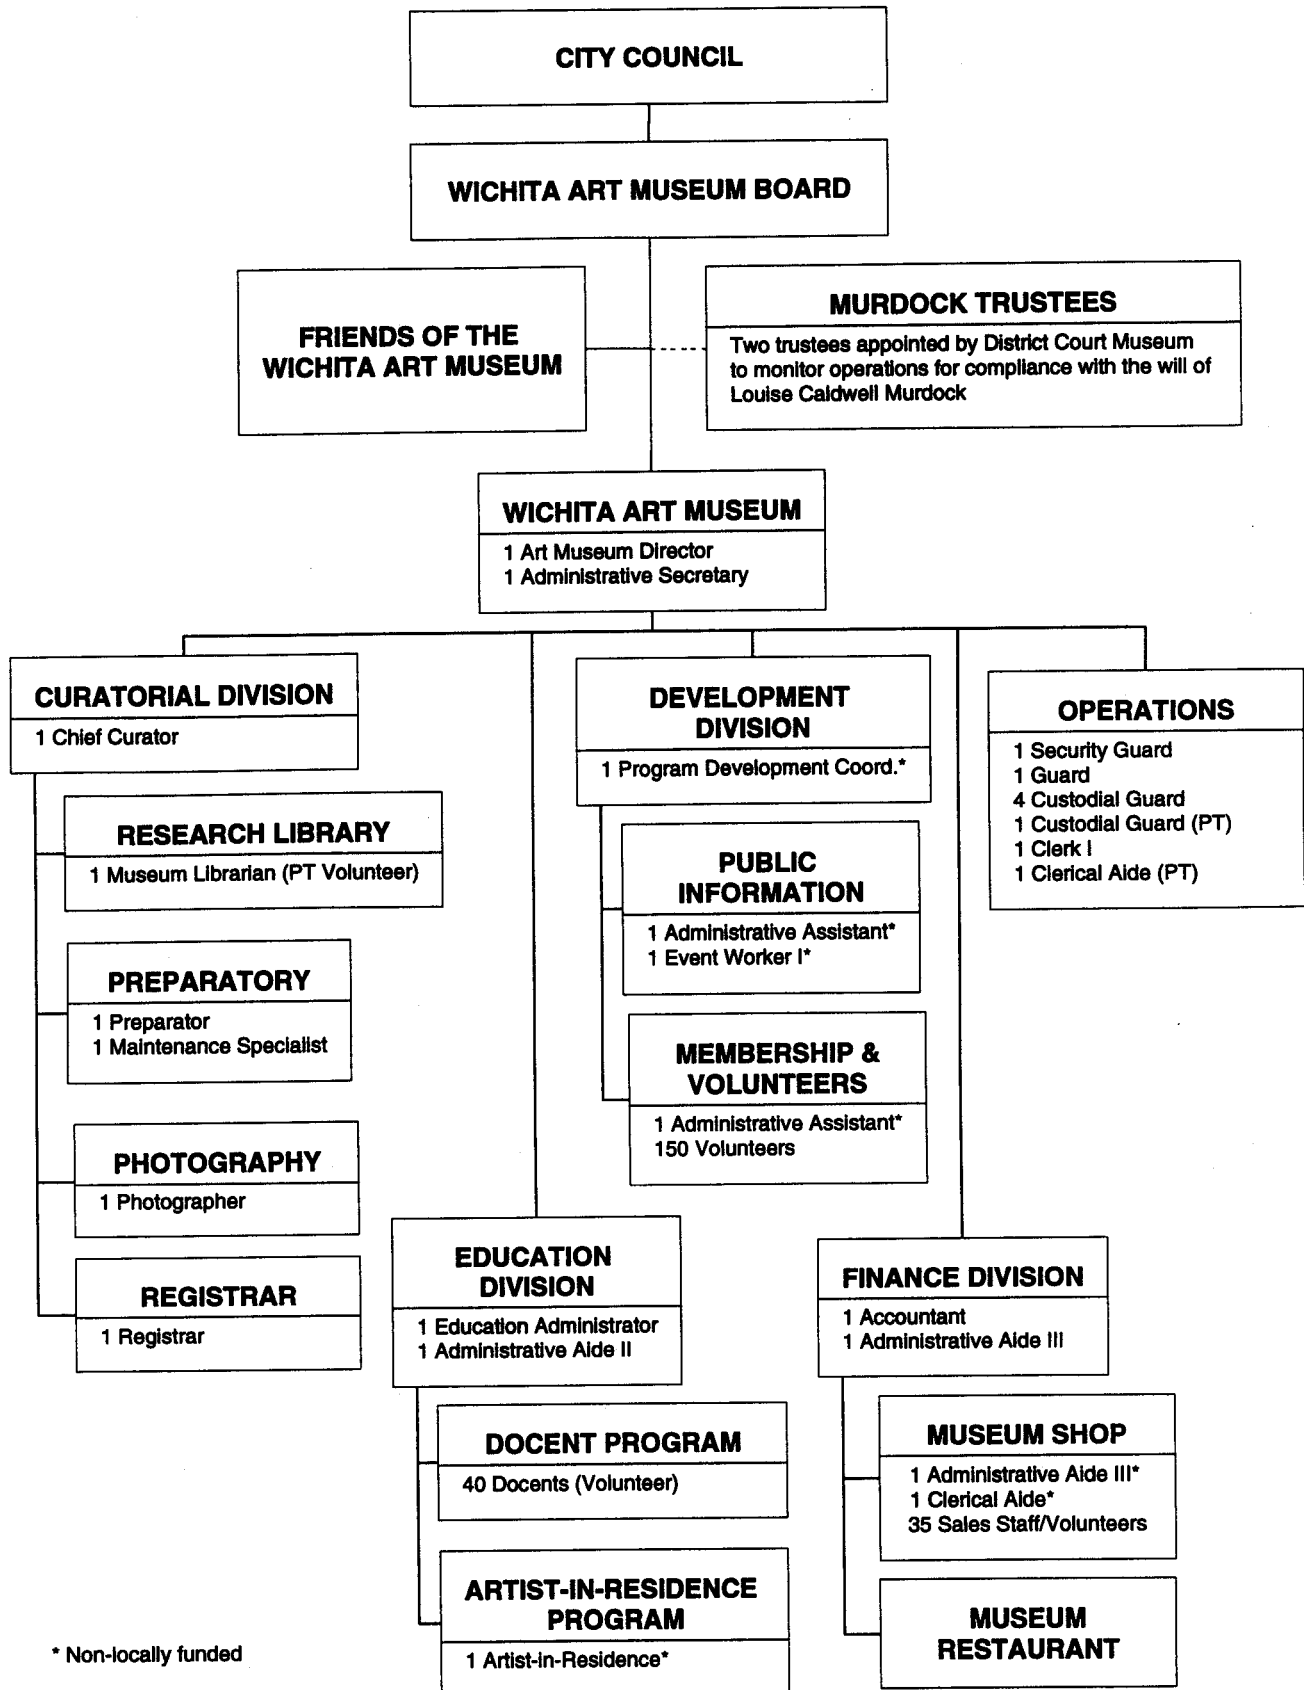 CITY COUNCIL
WICHITA ART MUSEUM BOARD
FRIENDS OF THE
WICHITA ART MUSEUM
MURDOCK TRUSTEES
Two trustees appointed by District Court Museum
to monitor operations for compliance with the will of
Louise Caldwell Murdock
WICHITA ART MUSEUM
1 Art Museum Director
1 Administrative Secretary
CURATORIAL DIVISION
1 Chief Curator
RESEARCH LIBRARY
1 Museum Librarian (PT Volunteer)
PREPARATORY
1 Preparator
1 Maintenance Specialist
PHOTOGRAPHY
1 Photographer
REGISTRAR
1 Registrar
EDUCATION
DIVISION
1 Education Administrator
1 Administrative Aide II
DOCENT PROGRAM
40 Docents (Volunteer)
ARTIST-IN-RESIDENCE
PROGRAM
1 Artist-in-Residence*
DEVELOPMENT
DIVISION
1 Program Development Coord.*
PUBLIC
INFORMATION
1 Administrative Assistant*
1 Event Worker I*
MEMBERSHIP &
VOLUNTEERS
1 Administrative Assistant*
150 Volunteers
FINANCE DIVISION
1 Accountant
1 Administrative Aide III
MUSEUM SHOP
1 Administrative Aide III*
1 Clerical Aide*
35 Sales Staff/Volunteers
MUSEUM
RESTAURANT
OPERATIONS
1 Security Guard
1 Guard
4 Custodial Guard
1 Custodial Guard (PT)
1 Clerk I
1 Clerical Aide (PT)
* Non-locally funded